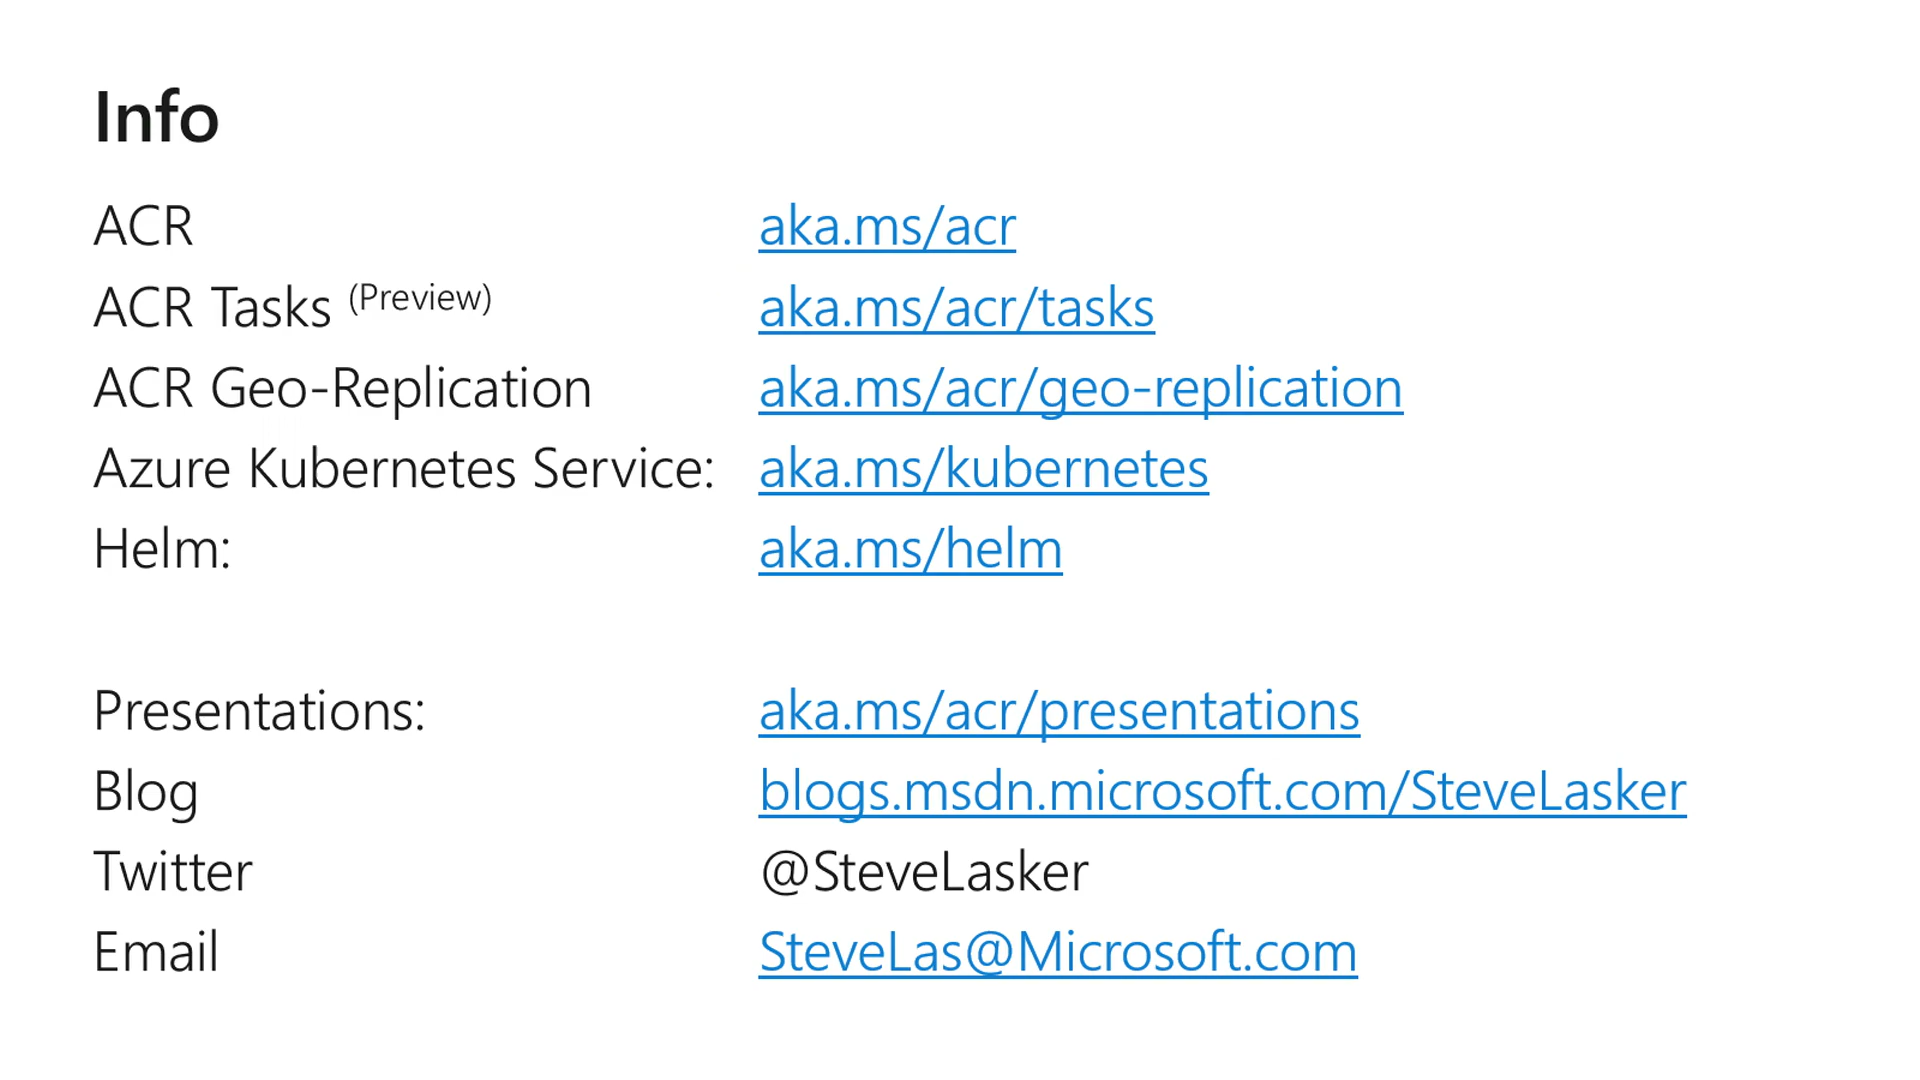 Info
ACR aka.ms/acr
ACR Tasks (Preview) aka.ms/acr/tasks
ACR Geo-Replication aka.ms/acr/geo-replication
Azure Kubernetes Service: aka.ms/kubernetes
Helm: aka.ms/helm
Presentations: aka.ms/acr/presentations
Blog blogs.msdn.microsoft.com/SteveLasker
Twitter @SteveLasker
Email SteveLas@Microsoft.com